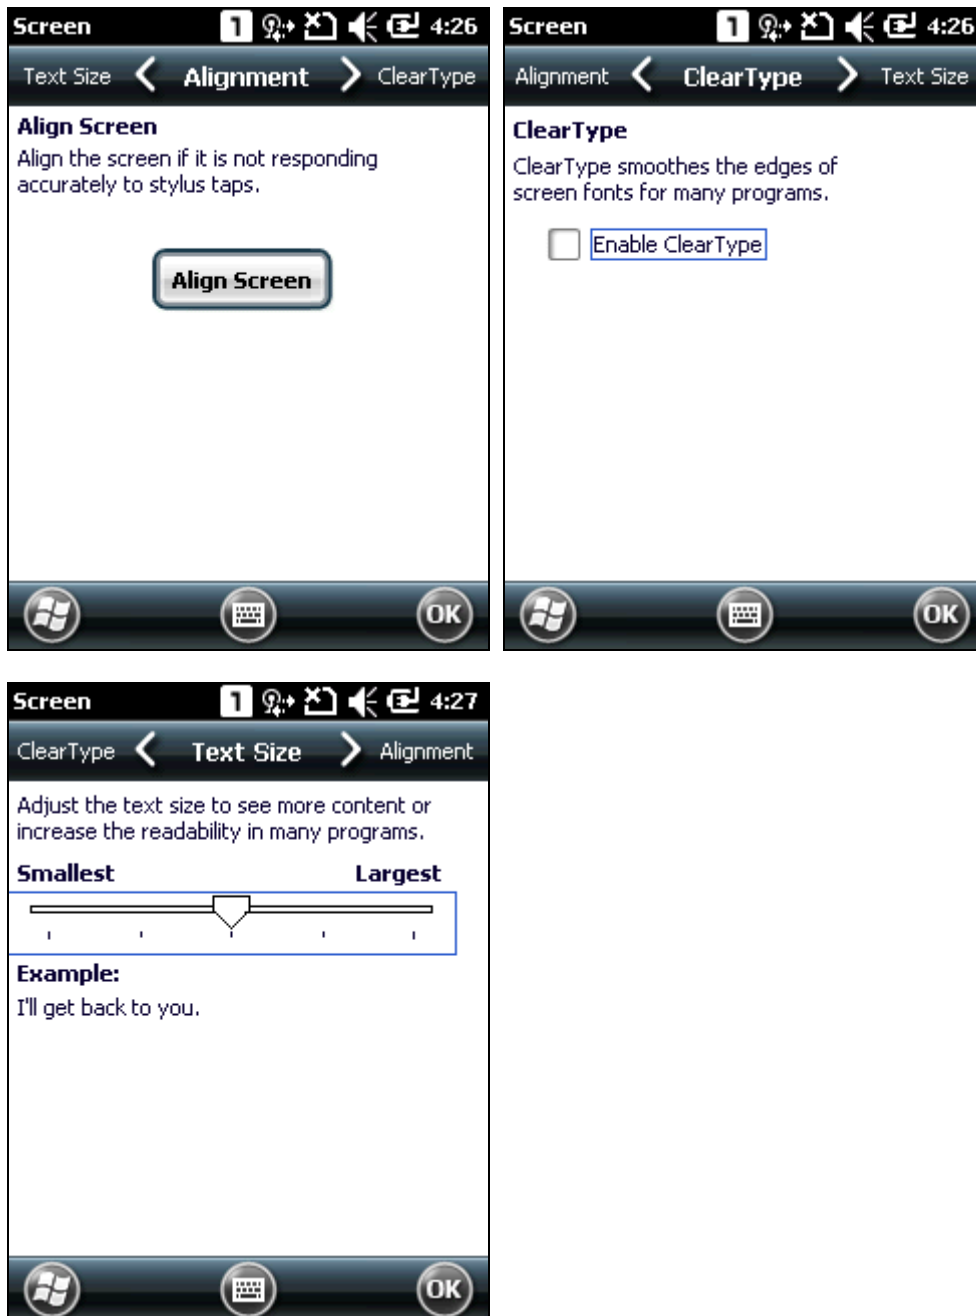 Screen 1 4:26
Text Size Alignment ClearType
Align Screen
Align the screen if it is not responding
accurately to stylus taps.
Align Screen
OK
Screen 1 4:26
Alignment ClearType Text Size
ClearType
ClearType smoothes the edges of
screen fonts for many programs.
Enable ClearType
OK
Screen 1 4:27
ClearType Text Size Alignment
Adjust the text size to see more content or
increase the readability in many programs.
Smallest Largest
Example:
I'll get back to you.
OK